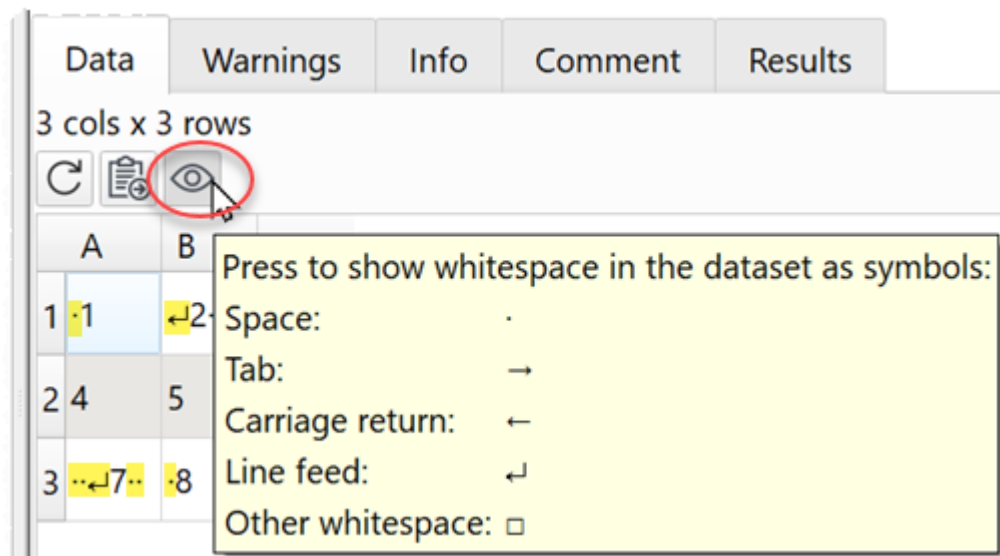 Data Warnings Info Comment Results
3 cols x 3 rows
A B
1 ·1 ↵2·
2 4 5
3 ··↵7·· ·8
Press to show whitespace in the dataset as symbols:
Space: ·
Tab: →
Carriage return: ←
Line feed: ↵
Other whitespace: □